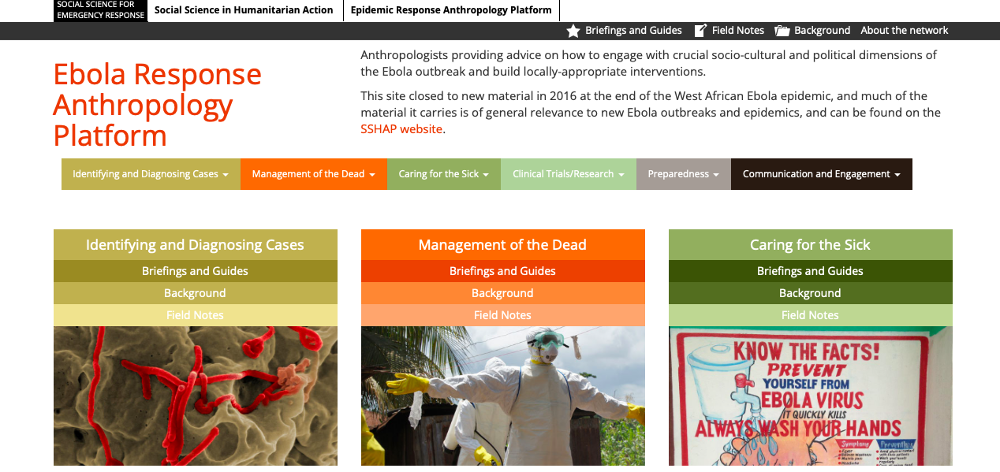 SOCIAL SCIENCE FOR
EMERGENCY RESPONSE
Social Science in Humanitarian Action
Epidemic Response Anthropology Platform
Briefings and Guides
Field Notes
Background
About the network
Ebola Response
Anthropology
Platform
Anthropologists providing advice on how to engage with crucial socio-cultural and political dimensions of
the Ebola outbreak and build locally-appropriate interventions.
This site closed to new material in 2016 at the end of the West African Ebola epidemic, and much of the
material it carries is of general relevance to new Ebola outbreaks and epidemics, and can be found on the
SSHAP website.
Identifying and Diagnosing Cases
Management of the Dead
Caring for the Sick
Clinical Trials/Research
Preparedness
Communication and Engagement
Identifying and Diagnosing Cases
Briefings and Guides
Background
Field Notes
Management of the Dead
Briefings and Guides
Background
Field Notes
Caring for the Sick
Briefings and Guides
Background
Field Notes
KNOW THE FACTS!
PREVENT
YOURSELF FROM
EBOLA VIRUS
IT QUICKLY KILLS
ALWAYS WASH YOUR HANDS
Symptoms
Fever
Headache
Prevention